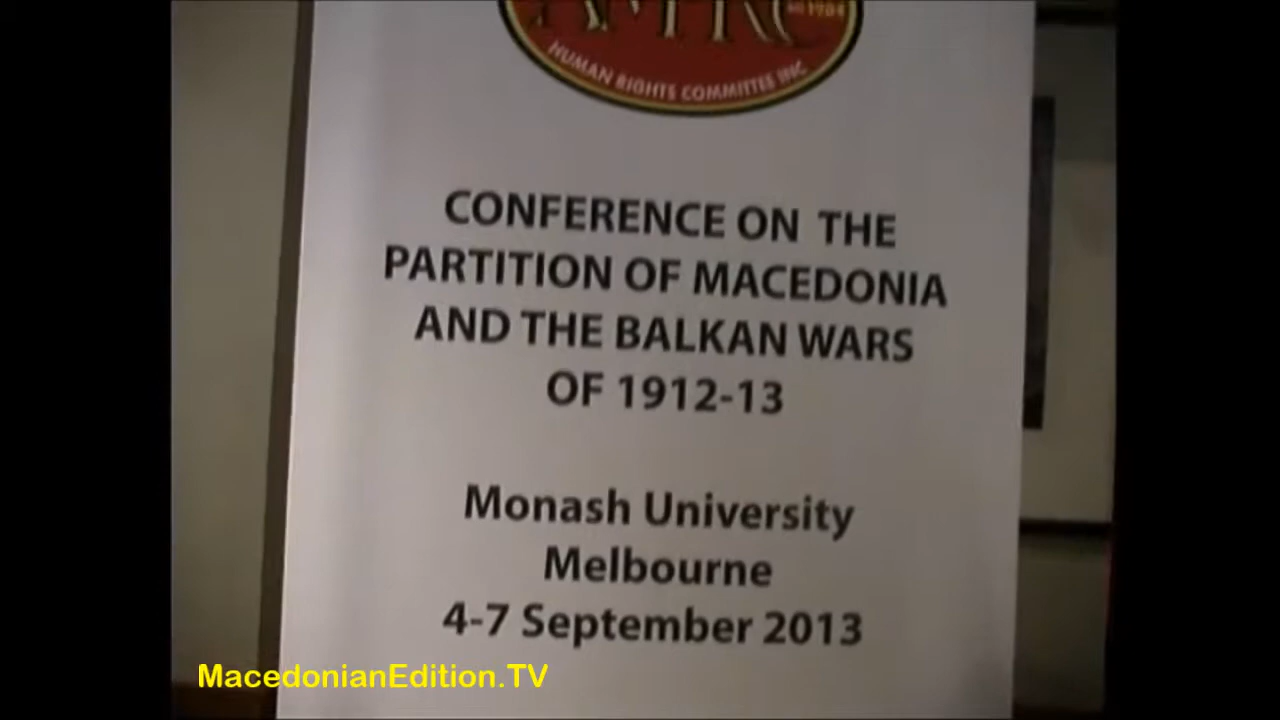 HUMAN RIGHTS COMMITTEE INC
CONFERENCE ON THE
PARTITION OF MACEDONIA
AND THE BALKAN WARS
OF 1912-13
Monash University
Melbourne
4-7 September 2013
MacedonianEdition.TV